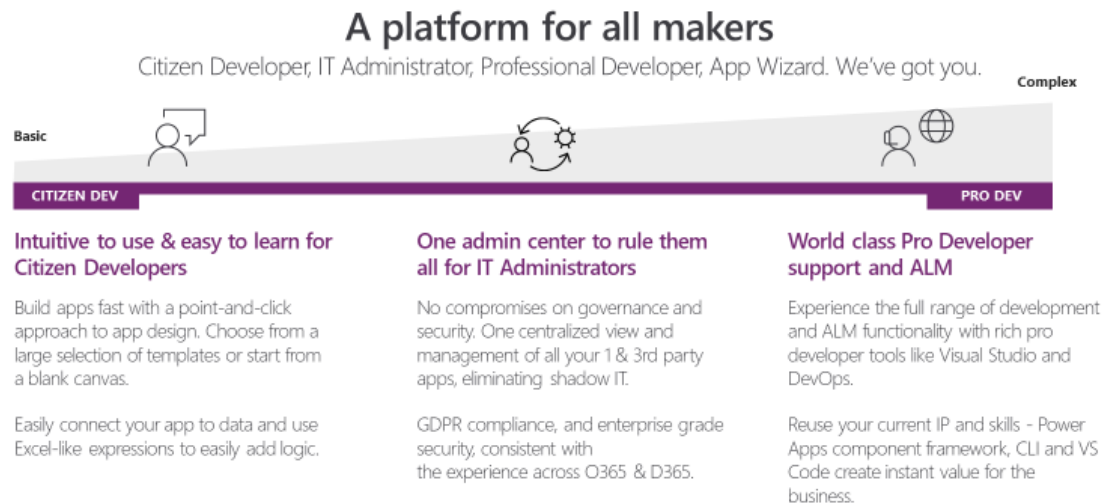 A platform for all makers
Citizen Developer, IT Administrator, Professional Developer, App Wizard. We've got you.
Complex
Basic
CITIZEN DEV
PRO DEV
Intuitive to use & easy to learn for
Citizen Developers
Build apps fast with a point-and-click
approach to app design. Choose from a
large selection of templates or start from
a blank canvas.
Easily connect your app to data and use
Excel-like expressions to easily add logic.
One admin center to rule them
all for IT Administrators
No compromises on governance and
security. One centralized view and
management of all your 1 & 3rd party
apps, eliminating shadow IT.
GDPR compliance, and enterprise grade
security, consistent with
the experience across O365 & D365.
World class Pro Developer
support and ALM
Experience the full range of development
and ALM functionality with rich pro
developer tools like Visual Studio and
DevOps.
Reuse your current IP and skills - Power
Apps component framework, CLI and VS
Code create instant value for the
business.